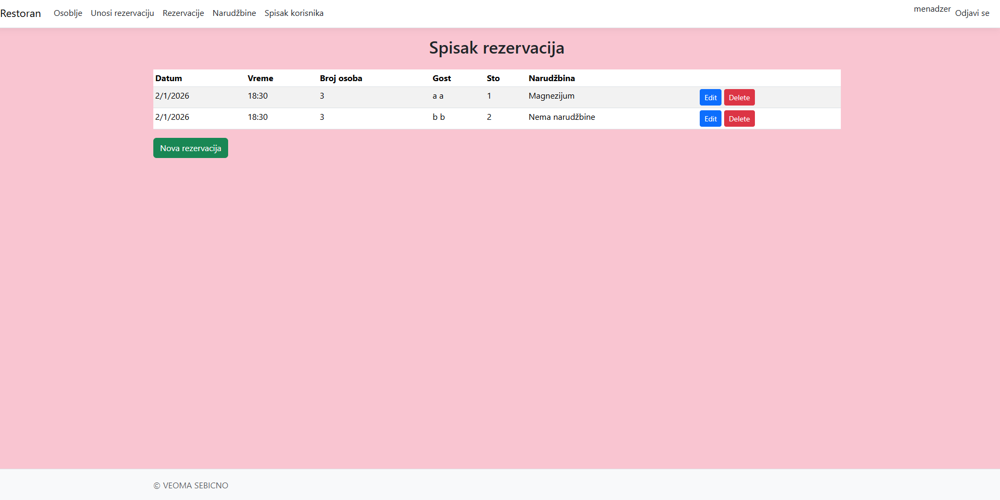 Restoran Osoblje Unosi rezervaciju Rezervacije Narudžbine Spisak korisnika menadzer Odjavi se
Spisak rezervacija
Datum Vreme Broj osoba Gost Sto Narudžbina
2/1/2026 18:30 3 a a 1 Magnezijum Edit Delete
2/1/2026 18:30 3 b b 2 Nema narudžbine Edit Delete
Nova rezervacija
© VEOMA SEBICNO